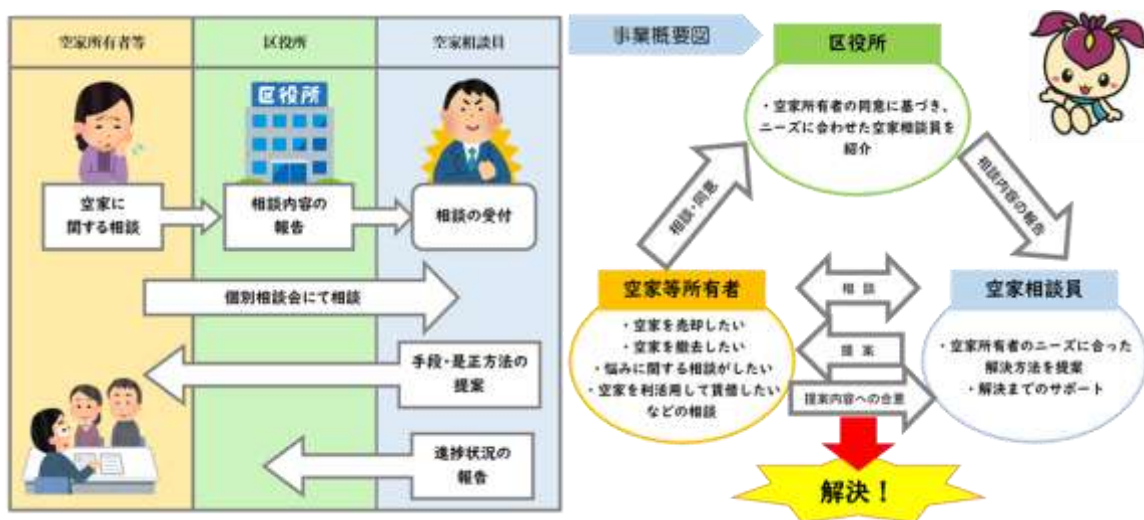 空家所有者等
区役所
空家相談員
区役所
空家に
関する相談
相談内容の
報告
相談の受付
個別相談会にて相談
手段・是正方法の
提案
進捗状況の
報告
事業概要図
区役所
・空家所有者の同意に基づき、
ニーズに合わせた空家相談員を
紹介
相談・同意
相談内容の報告
空家等所有者
・空家を売却したい
・空家を撤去したい
・悩みに関する相談がしたい
・空家を利活用して賃借したい
などの相談
相談
提案
提案内容への合意
空家相談員
・空家所有者のニーズに合った
解決方法を提案
・解決までのサポート
解決！